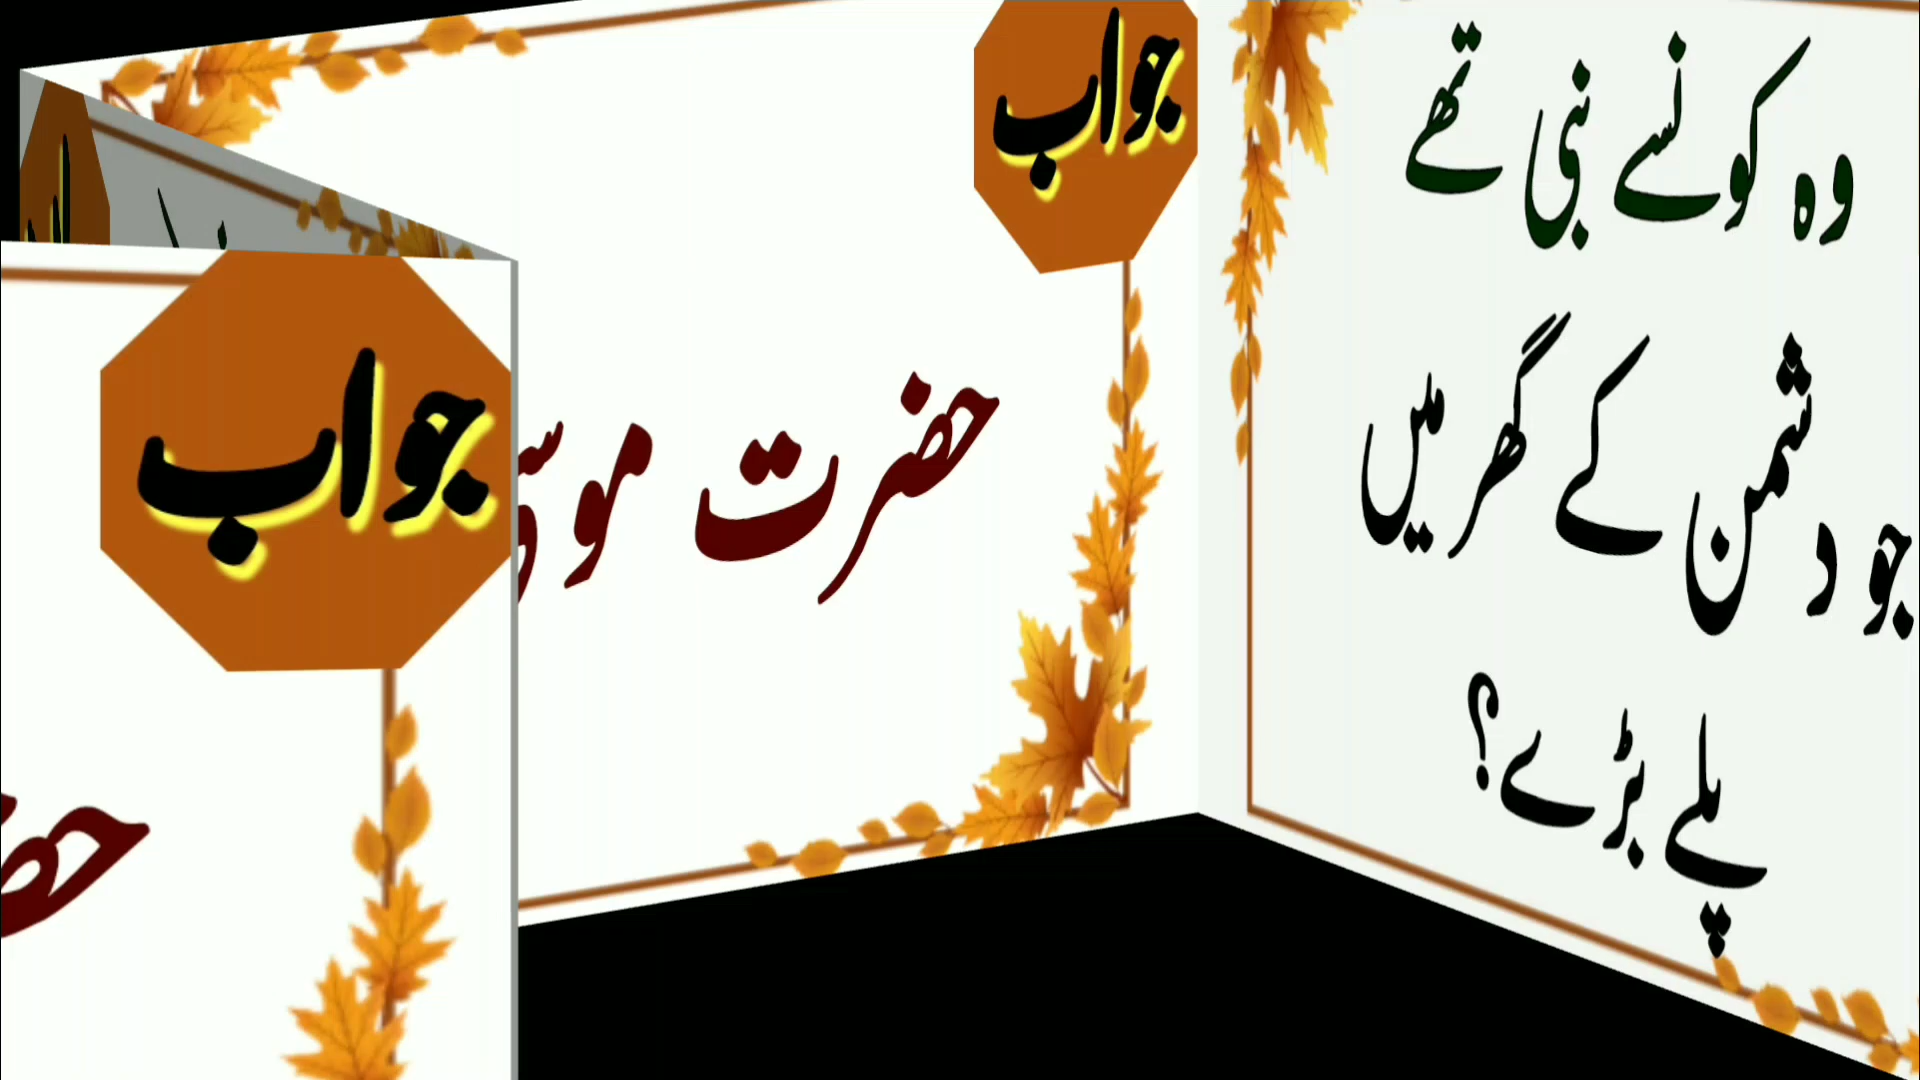 وہ کونسے نبی تھے
جو دشمن کے گھر میں
پلے بڑے؟
جواب
حضرت
جواب